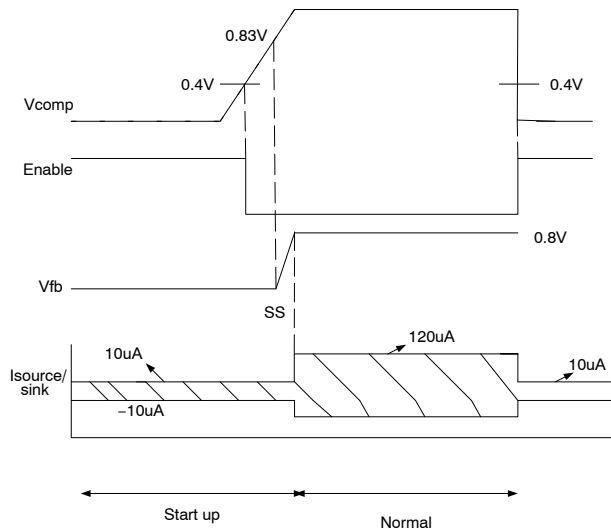 0.83V
0.4V
0.4V
Vcomp
Enable
0.8V
Vfb
SS
10uA
120uA
10uA
Isource/
sink
−10uA
Start up
Normal